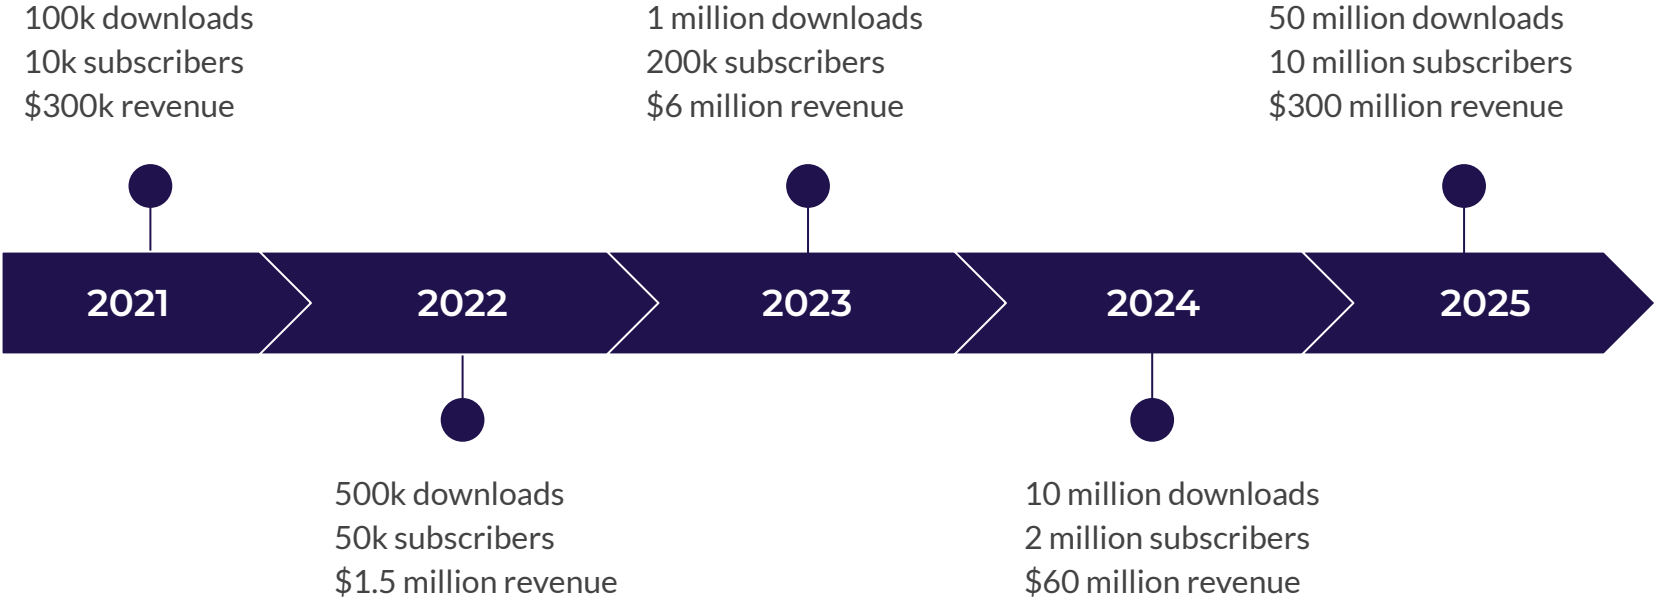 100k downloads
10k subscribers
$300k revenue
1 million downloads
200k subscribers
$6 million revenue
50 million downloads
10 million subscribers
$300 million revenue
2021
2022
2023
2024
2025
500k downloads
50k subscribers
$1.5 million revenue
10 million downloads
2 million subscribers
$60 million revenue